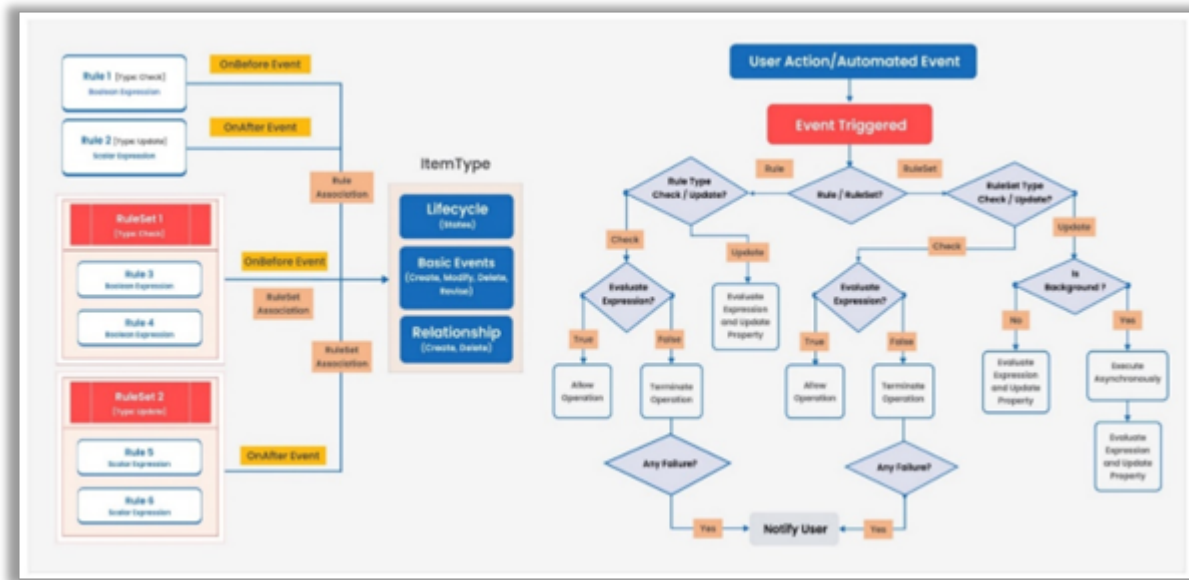 Rule 1 [Type: Check]
Boolean Expression
OnBefore Event
Rule 2 [Type: Update]
Scalar Expression
OnAfter Event
Rule
Association
RuleSet 1
[Type: Check]
Rule 3
Boolean Expression
Rule 4
Boolean Expression
OnBefore Event
RuleSet
Association
RuleSet
Association
RuleSet 2
[Type: Update]
Rule 5
Scalar Expression
Rule 6
Scalar Expression
OnAfter Event
ItemType
Lifecycle
(States)
Basic Events
(Create, Modify, Delete,
Revise)
Relationship
(Create, Delete)
User Action/Automated Event
Event Triggered
Rule
RuleSet
Rule Type
Check / Update?
Rule / RuleSet?
RuleSet Type
Check / Update?
Check
Update
Check
Update
Evaluate
Expression?
Evaluate
Expression
and Update
Property
Evaluate
Expression?
Is
Background ?
True
False
True
False
No
Yes
Allow
Operation
Terminate
Operation
Allow
Operation
Terminate
Operation
Evaluate
Expression
and Update
Property
Execute
Asynchronously
Evaluate
Expression
and Update
Property
Any Failure?
Any Failure?
Yes
Notify User
Yes